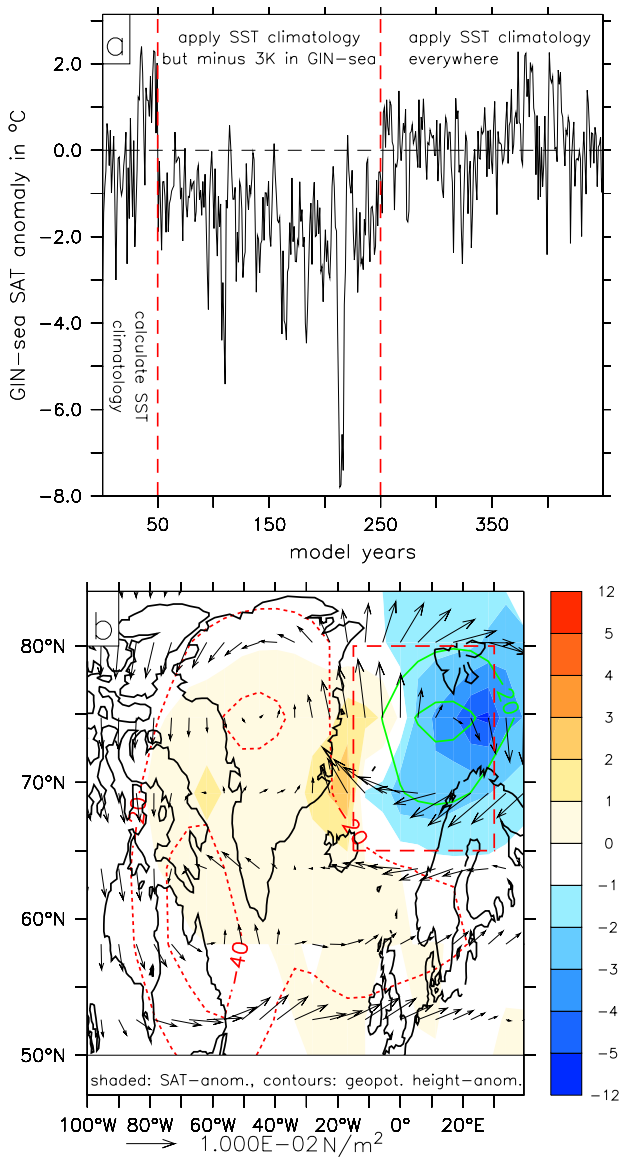 a
apply SST climatology
but minus 3K in GIN-sea
apply SST climatology
everywhere
calculate SST
climatology
GIN-sea SAT anomaly in °C
2.0
0.0
-2.0
-4.0
-6.0
-8.0
50
150
250
350
model years
b
80°N
70°N
60°N
50°N
-20
-40
-20
20
shaded: SAT-anom., contours: geopot. height-anom.
100°W
80°W
60°W
40°W
20°W
0°
20°E
1.000E-02 N/m²
12
5
4
3
2
1
0
-1
-2
-3
-4
-5
-12